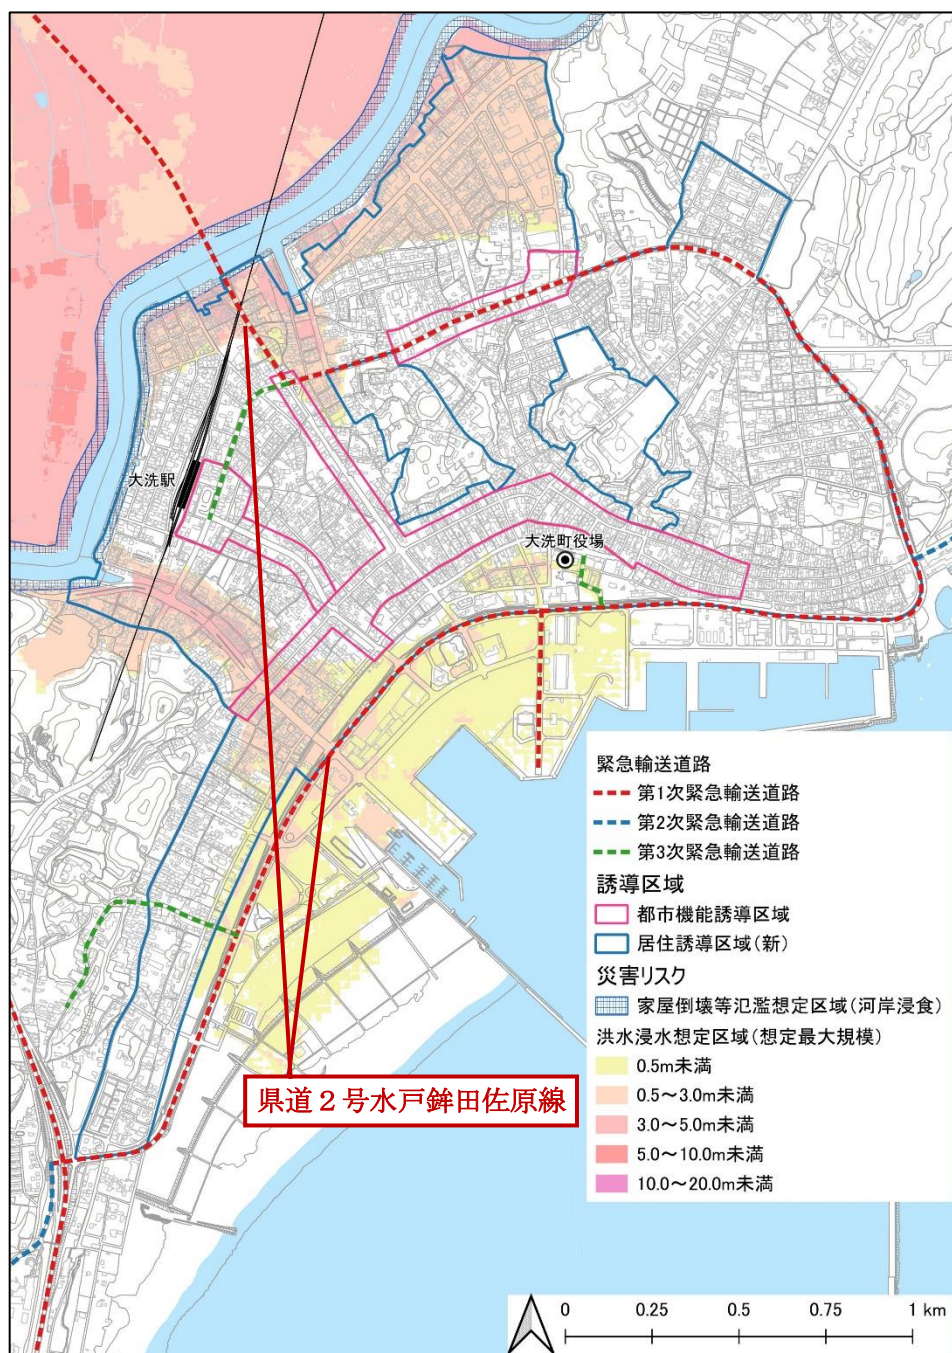 大洗駅
大洗町役場
緊急輸送道路
第1次緊急輸送道路
第2次緊急輸送道路
第3次緊急輸送道路
誘導区域
都市機能誘導区域
居住誘導区域(新)
災害リスク
家屋倒壊等氾濫想定区域(河岸浸食)
洪水浸水想定区域(想定最大規模)
0.5m未満
0.5～3.0m未満
3.0～5.0m未満
5.0～10.0m未満
10.0～20.0m未満
県道２号水戸鉾田佐原線
0 0.25 0.5 0.75 1 km